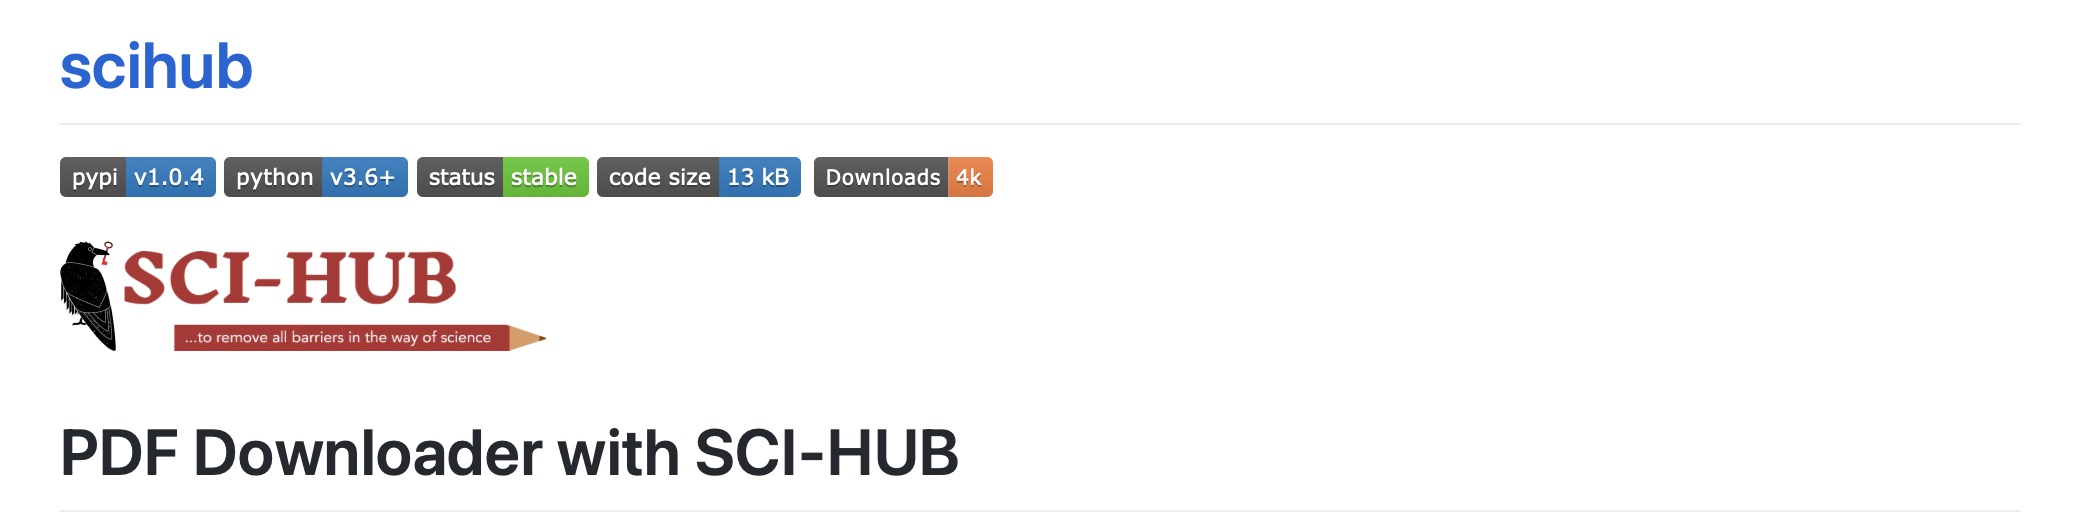 scihub
pypi v1.0.4 python v3.6+ status stable code size 13 kB Downloads 4k
SCI-HUB
...to remove all barriers in the way of science
PDF Downloader with SCI-HUB